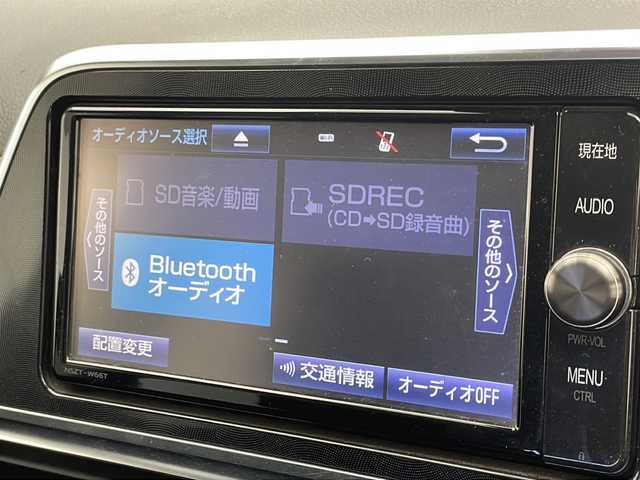 オーディオソース選択
現在地
SD音楽/動画
SDREC
(CD➡SD録音曲)
AUDIO
その他のソース
その他のソース
Bluetooth
オーディオ
PWR·VOL
配置変更
交通情報
オーディオOFF
MENU
CTRL
NSZT-W66T